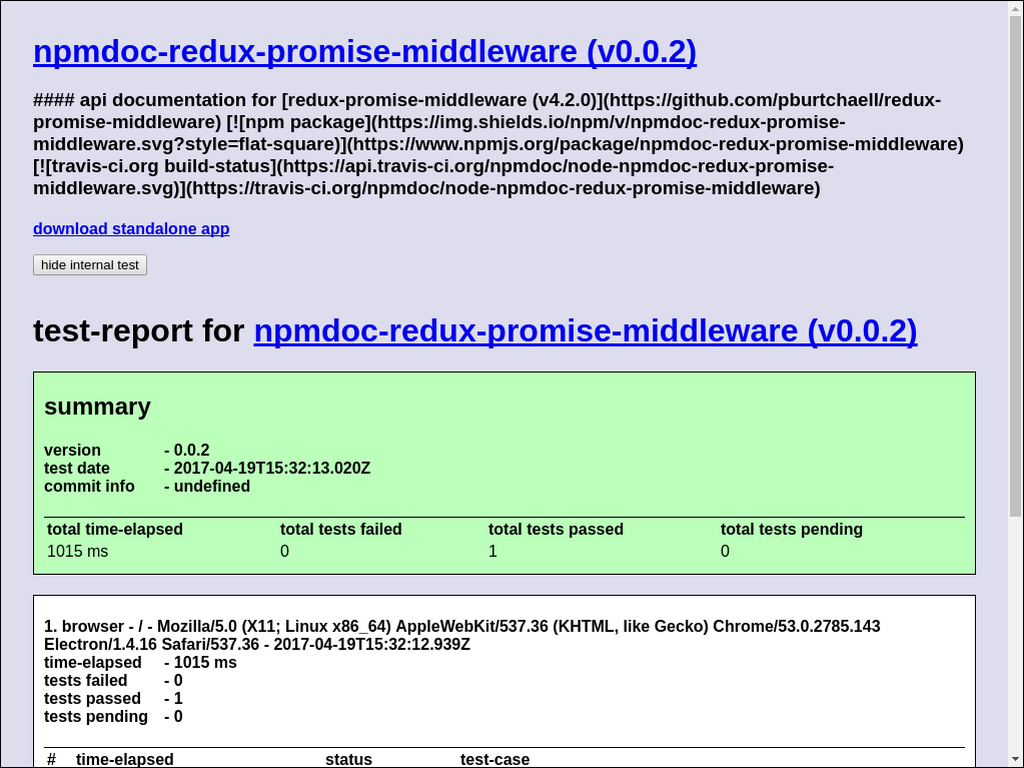 npmdoc-redux-promise-middleware (v0.0.2)
#### api documentation for [redux-promise-middleware (v4.2.0)](https://github.com/pburtchaell/redux-
promise-middleware) [![npm package](https://img.shields.io/npm/v/npmdoc-redux-promise-
middleware.svg?style=flat-square)](https://www.npmjs.org/package/npmdoc-redux-promise-middleware)
[![travis-ci.org build-status](https://api.travis-ci.org/npmdoc/node-npmdoc-redux-promise-
middleware.svg)](https://travis-ci.org/npmdoc/node-npmdoc-redux-promise-middleware)
download standalone app
hide internal test
test-report for npmdoc-redux-promise-middleware (v0.0.2)
summary
version - 0.0.2
test date - 2017-04-19T15:32:13.020Z
commit info - undefined
total time-elapsed total tests failed total tests passed total tests pending
1015 ms 0 1 0
1. browser - / - Mozilla/5.0 (X11; Linux x86_64) AppleWebKit/537.36 (KHTML, like Gecko) Chrome/53.0.2785.143
Electron/1.4.16 Safari/537.36 - 2017-04-19T15:32:12.939Z
time-elapsed - 1015 ms
tests failed - 0
tests passed - 1
tests pending - 0
# time-elapsed status test-case